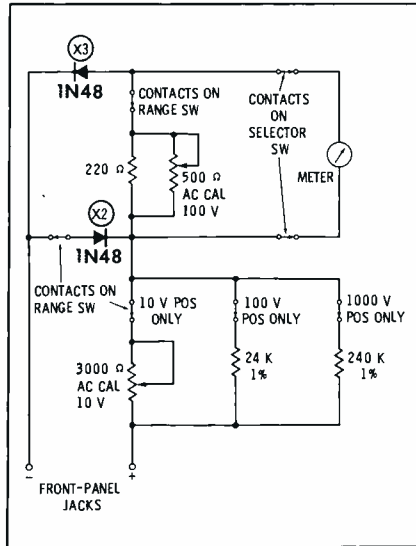 X3
1N48
CONTACTS ON
RANGE SW
CONTACTS
ON
SELECTOR
SW
METER
220 Ω
500 Ω
AC CAL
100 V
X2
1N48
CONTACTS ON
RANGE SW
10 V POS
ONLY
100 V
POS ONLY
1000 V
POS ONLY
3000 Ω
AC CAL
10 V
24 K
1%
240 K
1%
-
+
FRONT-PANEL
JACKS